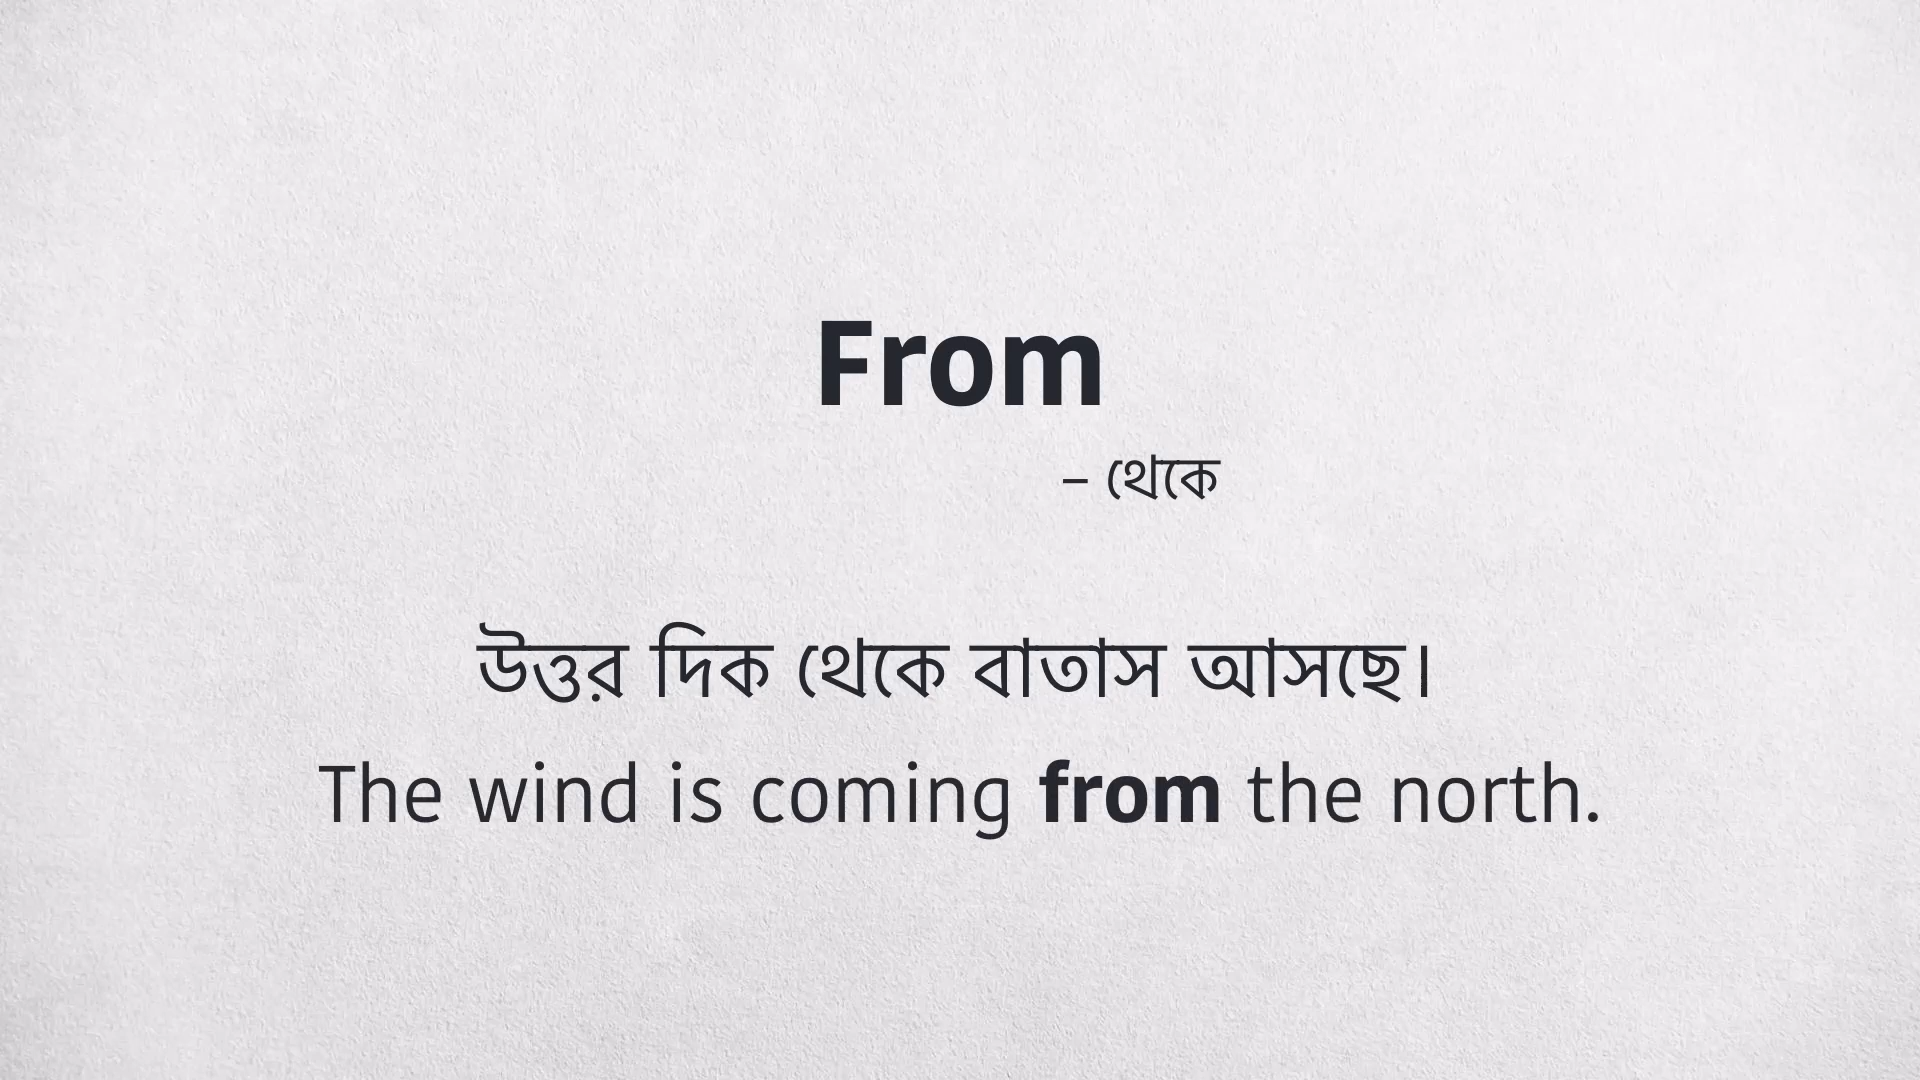 From
– থেকে
উত্তর দিক থেকে বাতাস আসছে।
The wind is coming from the north.